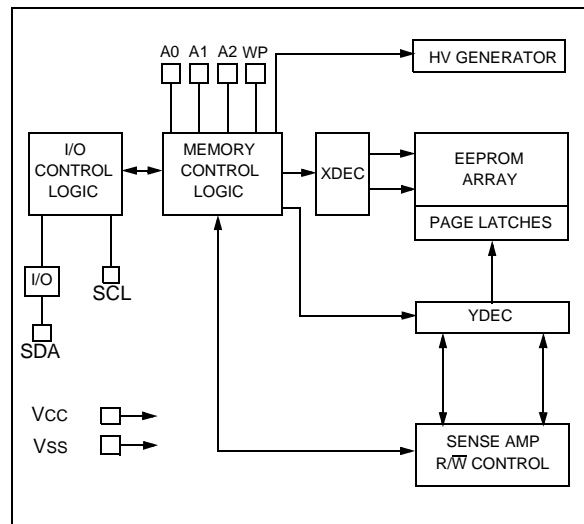 A0 A1 A2 WP
HV GENERATOR
I/O
CONTROL
LOGIC
MEMORY
CONTROL
LOGIC
XDEC
EEPROM
ARRAY
PAGE LATCHES
I/O
SCL
SDA
YDEC
VCC
VSS
SENSE AMP
R/W̅ CONTROL